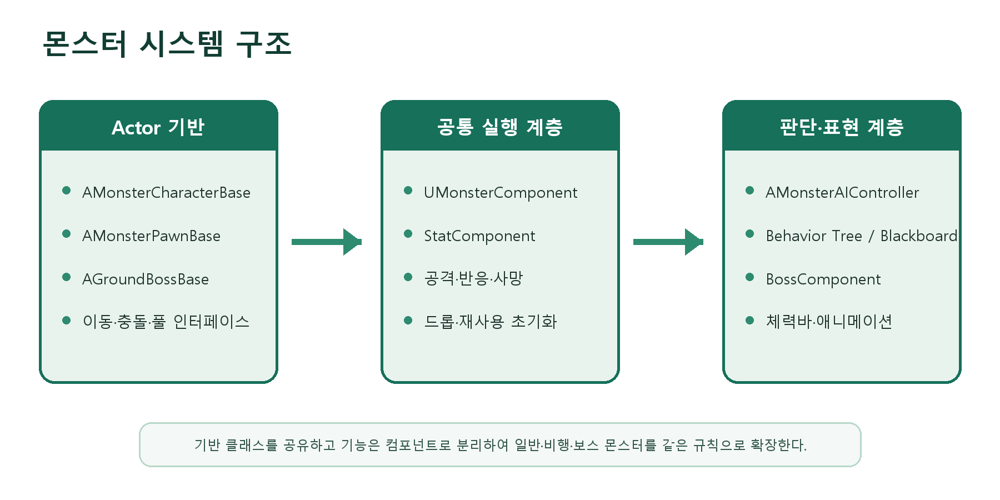 몬스터 시스템 구조
Actor 기반
AMonsterCharacterBase
AMonsterPawnBase
AGroundBossBase
이동·충돌·풀 인터페이스
공통 실행 계층
UMonsterComponent
StatComponent
공격·반응·사망
드롭·재사용 초기화
판단·표현 계층
AMonsterAIController
Behavior Tree / Blackboard
BossComponent
체력바·애니메이션
기반 클래스를 공유하고 기능은 컴포넌트로 분리하여 일반·비행·보스 몬스터를 같은 규칙으로 확장한다.